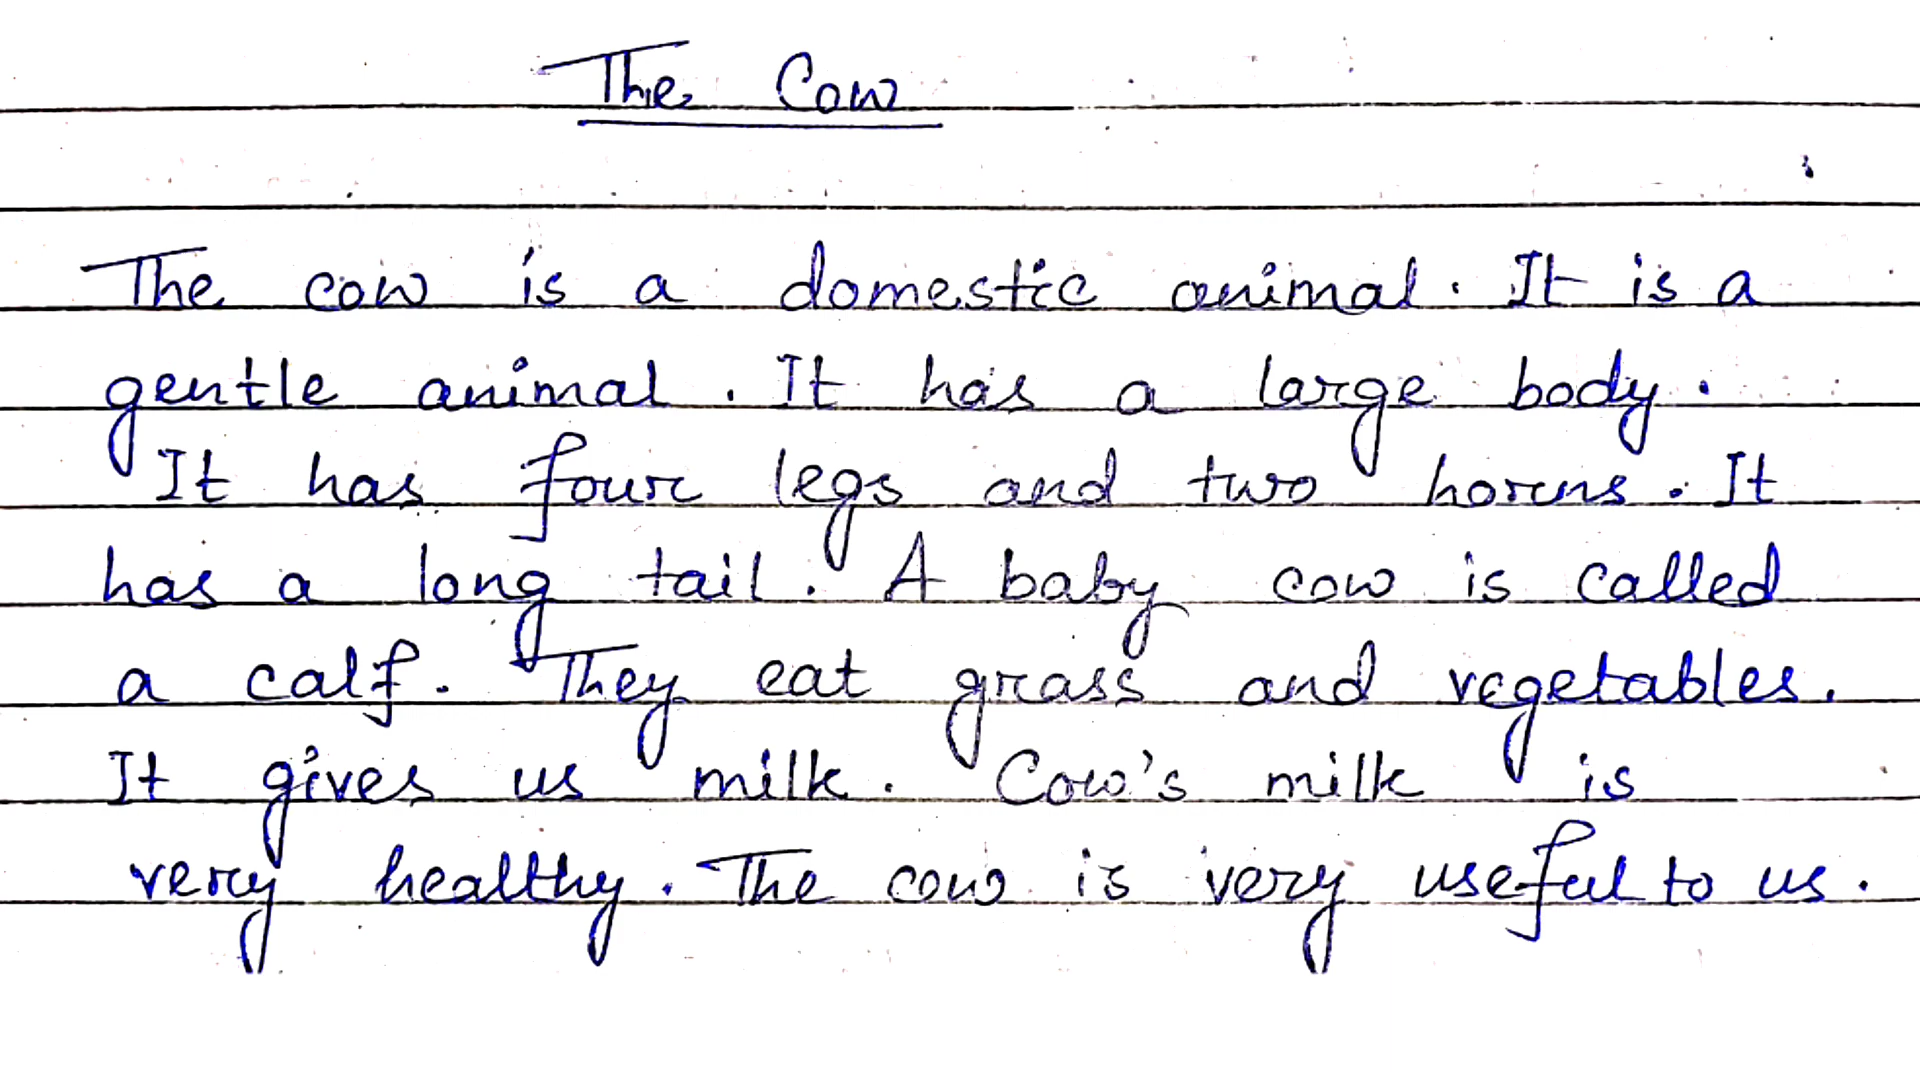 The Cow
The cow is a domestic animal. It is a
gentle animal. It has a large body.
It has four legs and two horns. It
has a long tail. A baby cow is called
a calf. They eat grass and vegetables.
It gives us milk. Cow's milk is
very healthy. The cow is very useful to us.